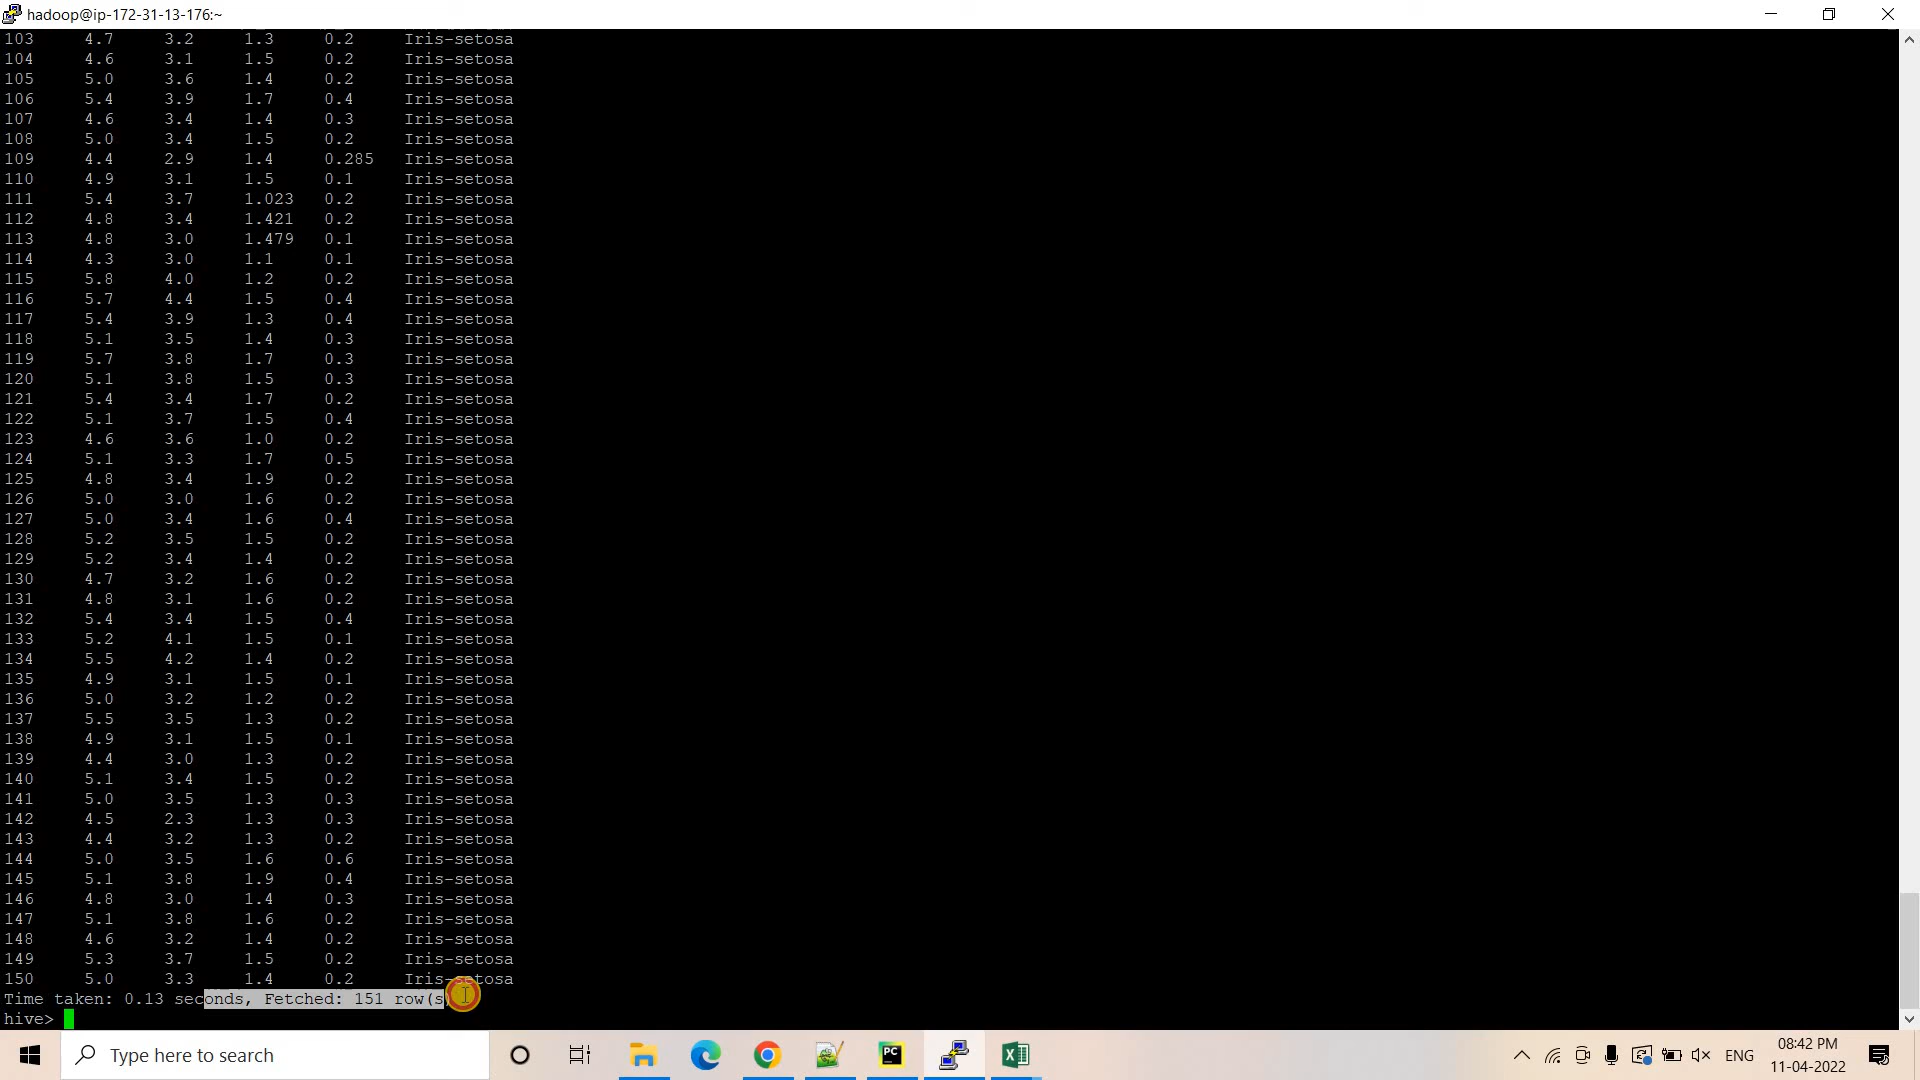 hadoop@ip-172-31-13-176:~
103 4.7 3.2 1.3 0.2 Iris-setosa
104 4.6 3.1 1.5 0.2 Iris-setosa
105 5.0 3.6 1.4 0.2 Iris-setosa
106 5.4 3.9 1.7 0.4 Iris-setosa
107 4.6 3.4 1.4 0.3 Iris-setosa
108 5.0 3.4 1.5 0.2 Iris-setosa
109 4.4 2.9 1.4 0.285 Iris-setosa
110 4.9 3.1 1.5 0.1 Iris-setosa
111 5.4 3.7 1.023 0.2 Iris-setosa
112 4.8 3.4 1.421 0.2 Iris-setosa
113 4.8 3.0 1.479 0.1 Iris-setosa
114 4.3 3.0 1.1 0.1 Iris-setosa
115 5.8 4.0 1.2 0.2 Iris-setosa
116 5.7 4.4 1.5 0.4 Iris-setosa
117 5.4 3.9 1.3 0.4 Iris-setosa
118 5.1 3.5 1.4 0.3 Iris-setosa
119 5.7 3.8 1.7 0.3 Iris-setosa
120 5.1 3.8 1.5 0.3 Iris-setosa
121 5.4 3.4 1.7 0.2 Iris-setosa
122 5.1 3.7 1.5 0.4 Iris-setosa
123 4.6 3.6 1.0 0.2 Iris-setosa
124 5.1 3.3 1.7 0.5 Iris-setosa
125 4.8 3.4 1.9 0.2 Iris-setosa
126 5.0 3.0 1.6 0.2 Iris-setosa
127 5.0 3.4 1.6 0.4 Iris-setosa
128 5.2 3.5 1.5 0.2 Iris-setosa
129 5.2 3.4 1.4 0.2 Iris-setosa
130 4.7 3.2 1.6 0.2 Iris-setosa
131 4.8 3.1 1.6 0.2 Iris-setosa
132 5.4 3.4 1.5 0.4 Iris-setosa
133 5.2 4.1 1.5 0.1 Iris-setosa
134 5.5 4.2 1.4 0.2 Iris-setosa
135 4.9 3.1 1.5 0.1 Iris-setosa
136 5.0 3.2 1.2 0.2 Iris-setosa
137 5.5 3.5 1.3 0.2 Iris-setosa
138 4.9 3.1 1.5 0.1 Iris-setosa
139 4.4 3.0 1.3 0.2 Iris-setosa
140 5.1 3.4 1.5 0.2 Iris-setosa
141 5.0 3.5 1.3 0.3 Iris-setosa
142 4.5 2.3 1.3 0.3 Iris-setosa
143 4.4 3.2 1.3 0.2 Iris-setosa
144 5.0 3.5 1.6 0.6 Iris-setosa
145 5.1 3.8 1.9 0.4 Iris-setosa
146 4.8 3.0 1.4 0.3 Iris-setosa
147 5.1 3.8 1.6 0.2 Iris-setosa
148 4.6 3.2 1.4 0.2 Iris-setosa
149 5.3 3.7 1.5 0.2 Iris-setosa
150 5.0 3.3 1.4 0.2 Iris-setosa
Time taken: 0.13 seconds, Fetched: 151 row(s
hive>
Type here to search
PC
ENG
08:42 PM
11-04-2022